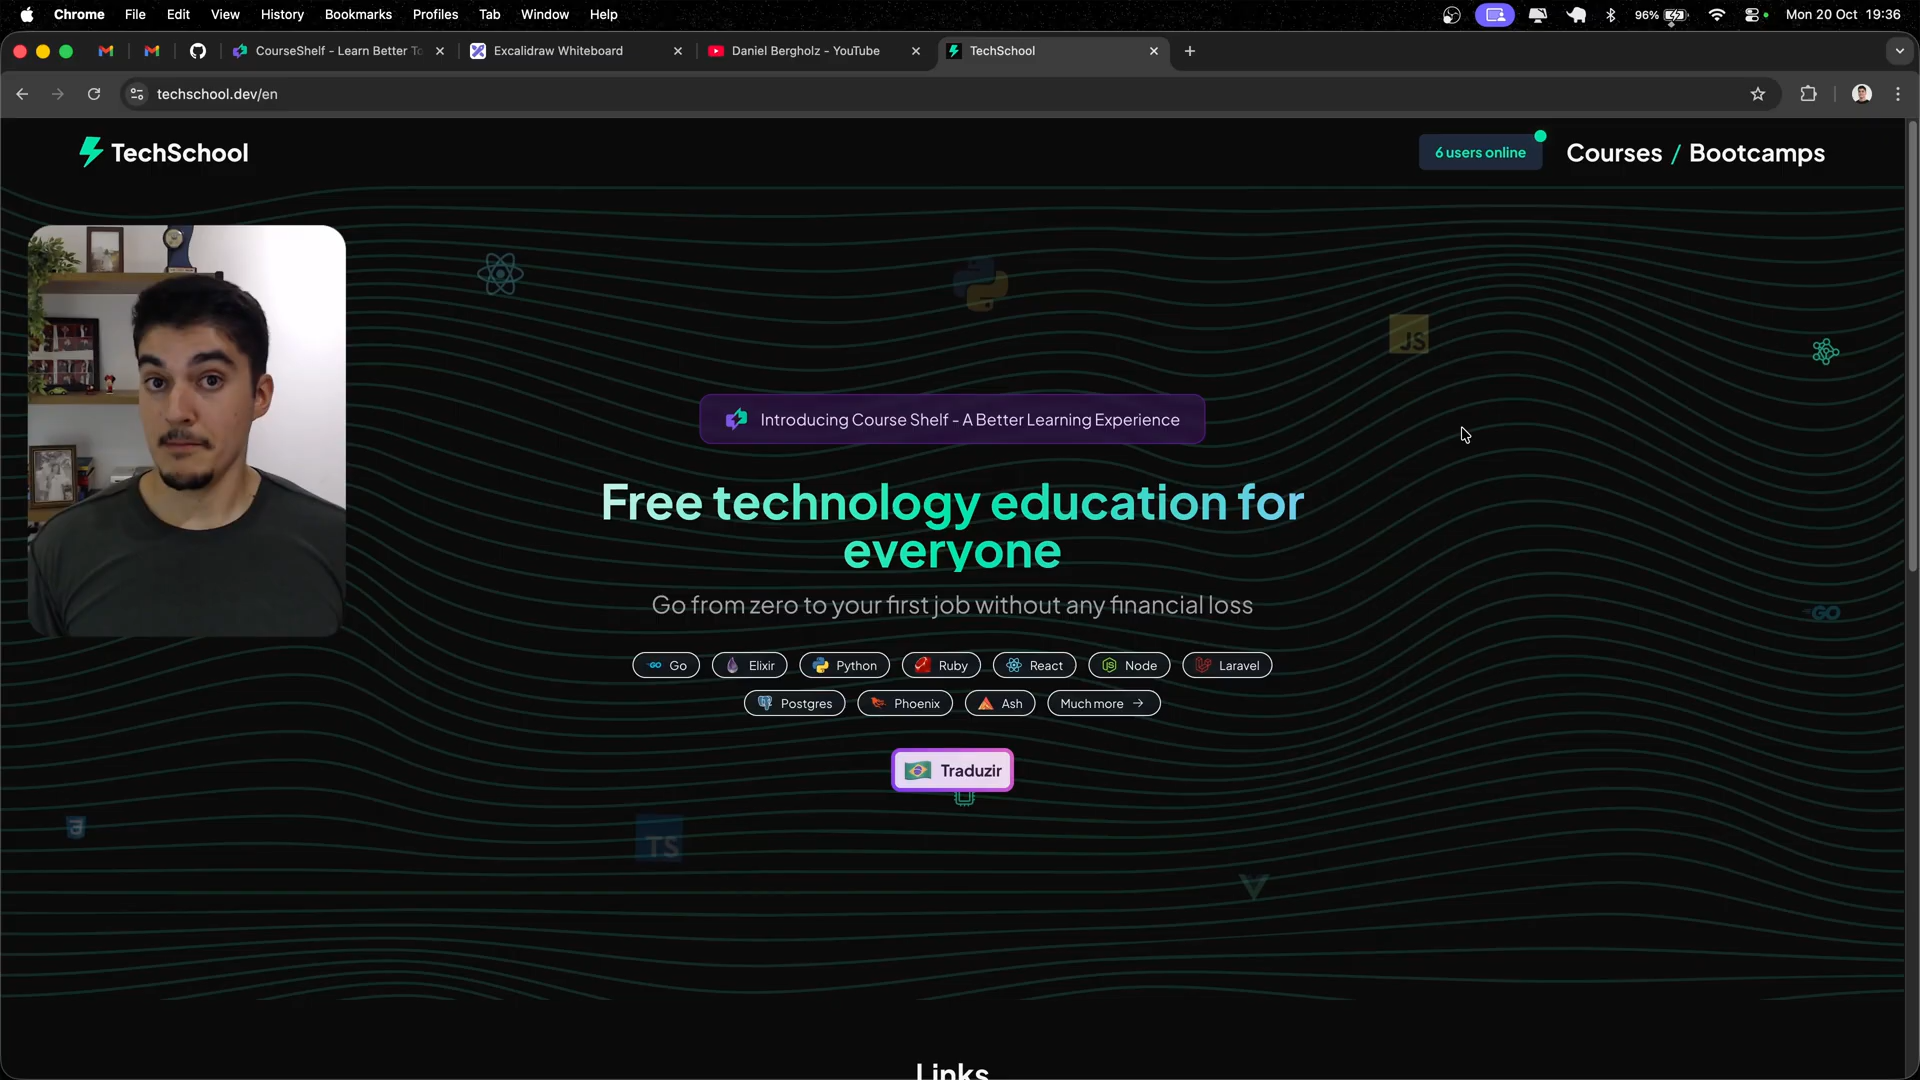 Chrome File Edit View History Bookmarks Profiles Tab Window Help 96% Mon 20 Oct 19:36
CourseShelf - Learn Better To Excalidraw Whiteboard Daniel Bergholz - YouTube TechSchool
techschool.dev/en
TechSchool 6 users online Courses / Bootcamps
JS
Introducing Course Shelf - A Better Learning Experience
Free technology education for
everyone
Go from zero to your first job without any financial loss
GO
Go Elixir Python Ruby React Node Laravel
Postgres Phoenix Ash Much more →
Traduzir
TS
Links